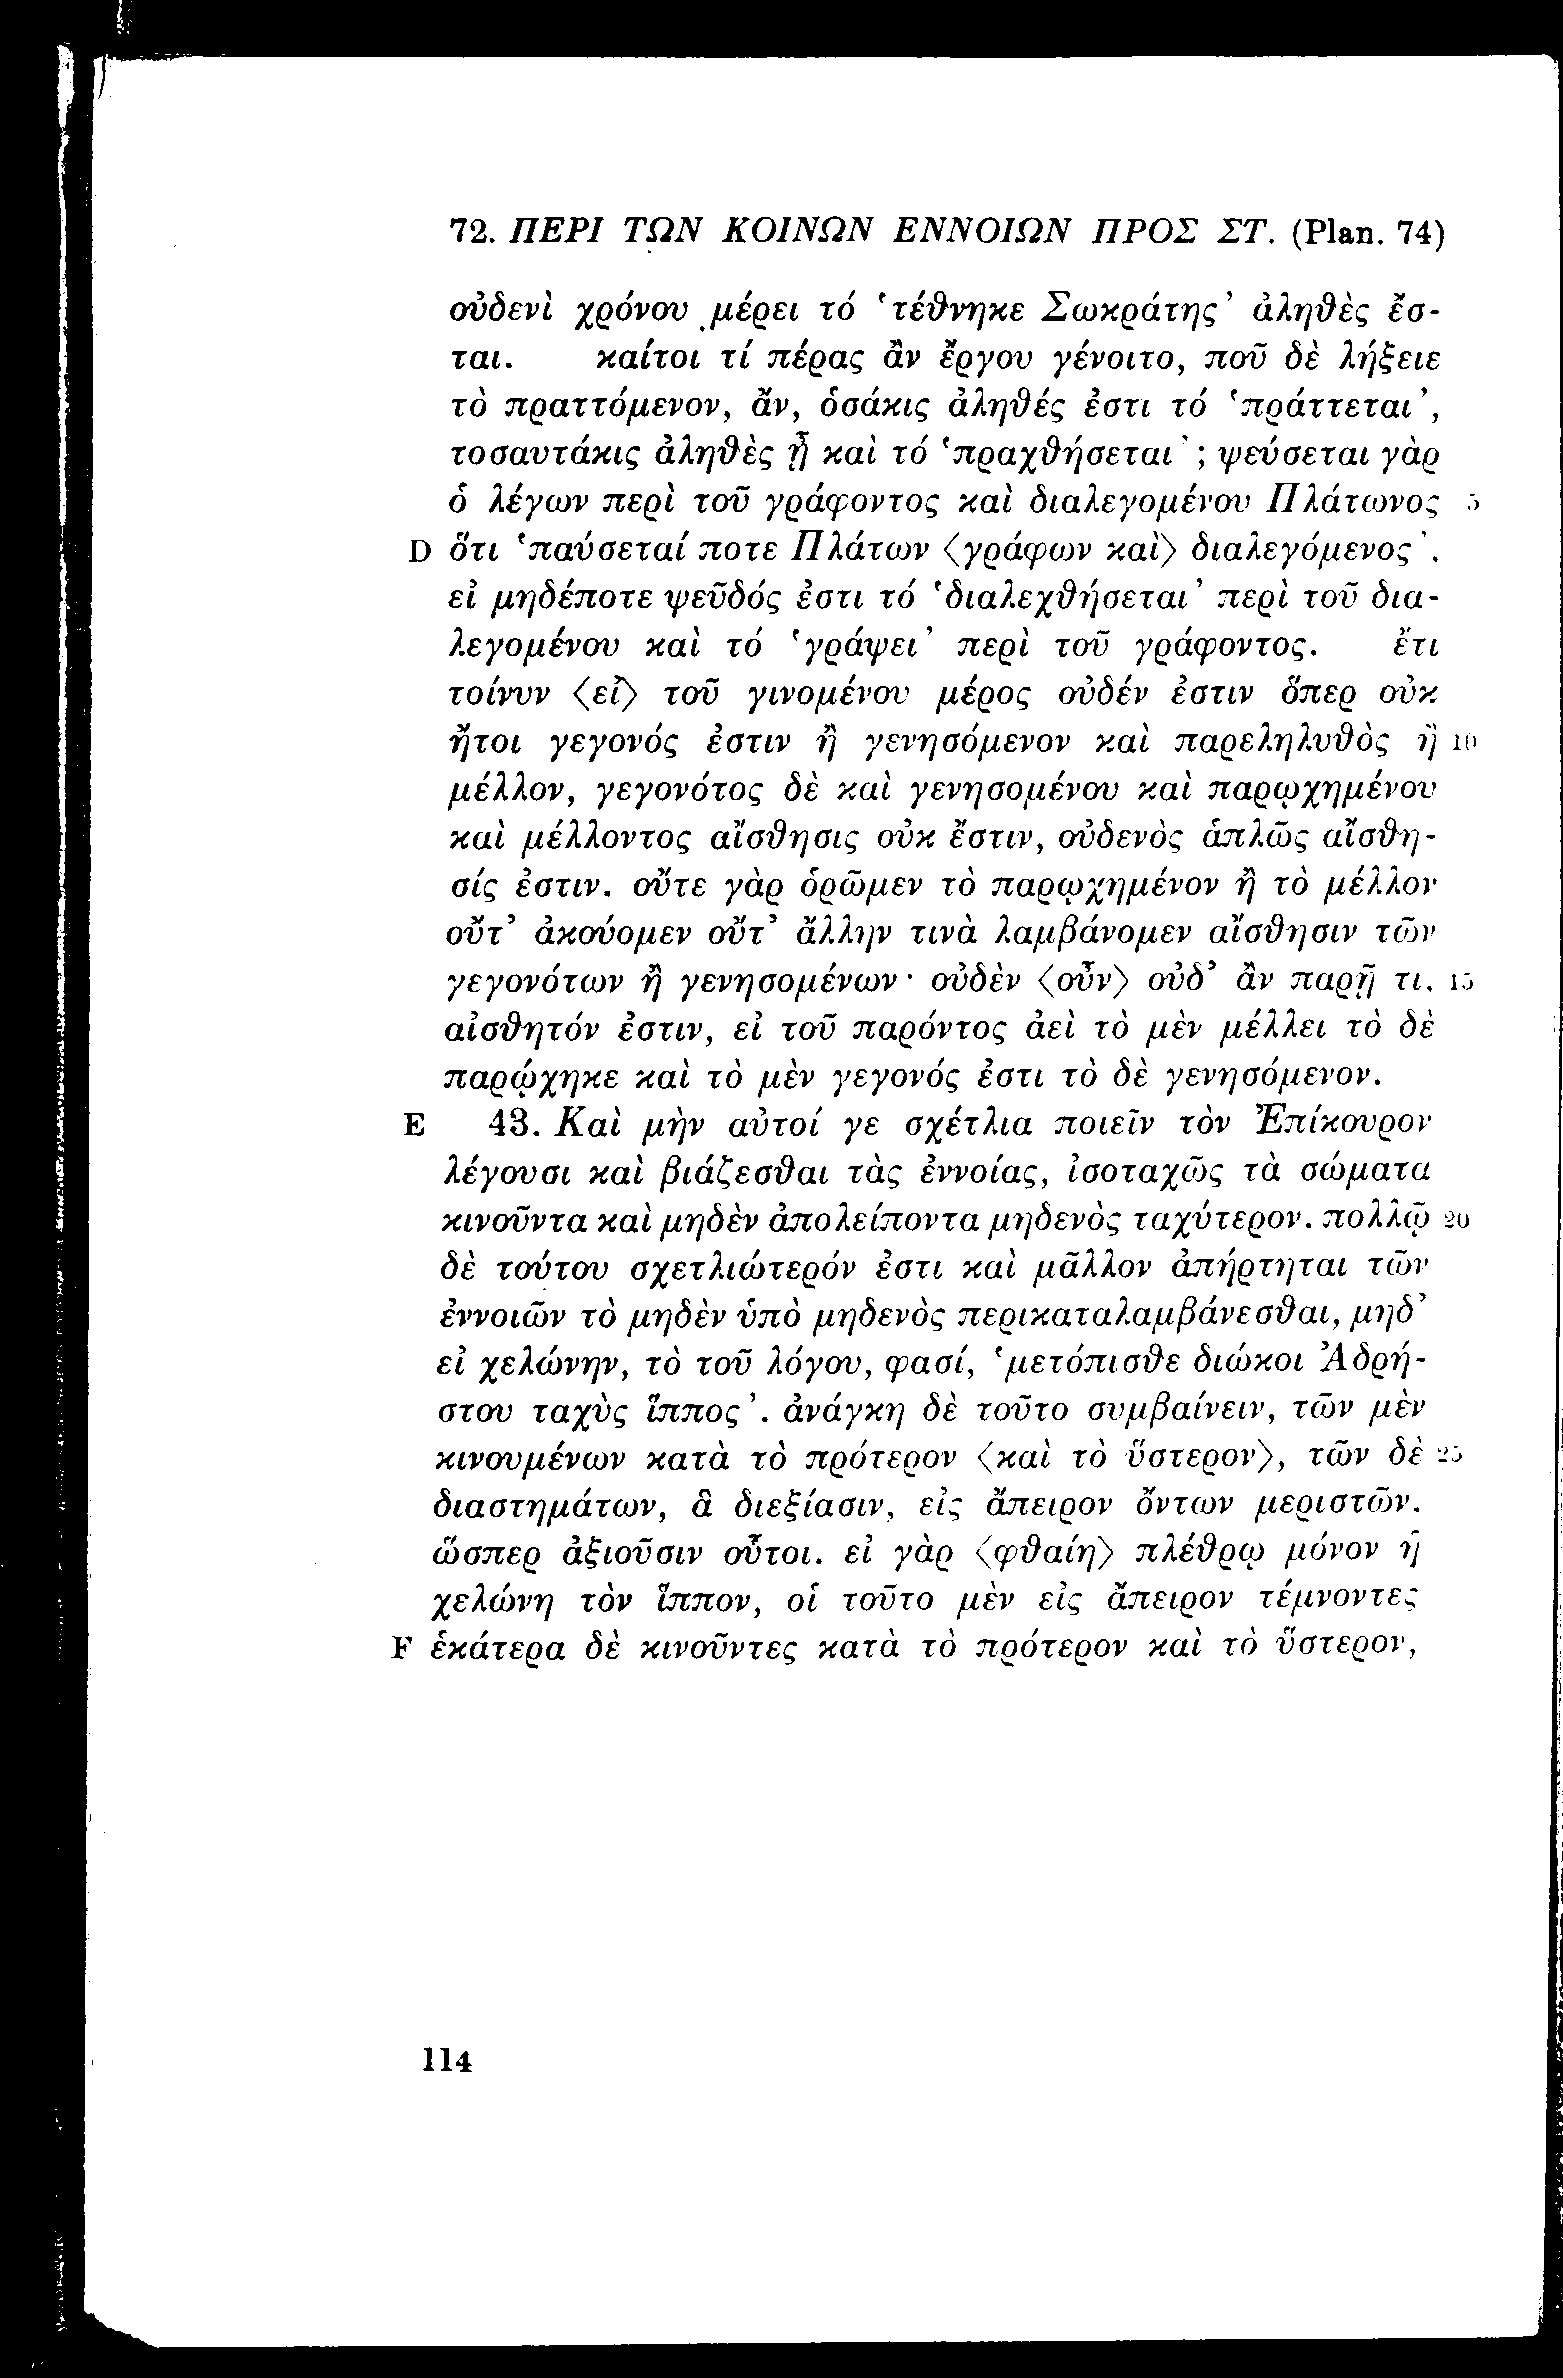 72. ΠΕΡΙ ΤΩΝ ΚΟΙΝΩΝ ΕΝΝΟΙΩΝ ΠΡΟΣ ΣΤ. (Plan. 74)
οὐδενὶ χρόνου μέρει τό ‘τέθνηκε Σωκράτης’ ἀληθὲς ἔσ-
ται. καίτοι τί πέρας ἂν ἔργου γένοιτο, ποῦ δὲ λήξειε
τὸ πραττόμενον, ἄν, ὁσάκις ἀληθές ἐστι τό ‘πράττεται’,
τοσαυτάκις ἀληθὲς ᾖ καὶ τό ‘πραχθήσεται’; ψεύσεται γὰρ
ὁ λέγων περὶ τοῦ γράφοντος καὶ διαλεγομένου Πλάτωνος 5
D ὅτι ‘παύσεταί ποτε Πλάτων ⟨γράφων καὶ⟩ διαλεγόμενος’.
εἰ μηδέποτε ψεῦδός ἐστι τό ‘διαλεχθήσεται’ περὶ τοῦ δια-
λεγομένου καὶ τό ‘γράψει’ περὶ τοῦ γράφοντος. ἔτι
τοίνυν ⟨εἰ⟩ τοῦ γινομένου μέρος οὐδέν ἐστιν ὅπερ οὐκ
ἤτοι γεγονός ἐστιν ἢ γενησόμενον καὶ παρεληλυθὸς ἢ 10
μέλλον, γεγονότος δὲ καὶ γενησομένου καὶ παρῳχημένου
καὶ μέλλοντος αἴσθησις οὐκ ἔστιν, οὐδενὸς ἁπλῶς αἴσθη-
σίς ἐστιν. οὔτε γὰρ ὁρῶμεν τὸ παρῳχημένον ἢ τὸ μέλλον
οὔτ’ ἀκούομεν οὔτ’ ἄλλην τινὰ λαμβάνομεν αἴσθησιν τῶν
γεγονότων ἢ γενησομένων· οὐδὲν ⟨οὖν⟩ οὐδ’ ἂν παρῇ τι, 15
αἰσθητόν ἐστιν, εἰ τοῦ παρόντος ἀεὶ τὸ μὲν μέλλει τὸ δὲ
παρῴχηκε καὶ τὸ μὲν γεγονός ἐστι τὸ δὲ γενησόμενον.
E 43. Καὶ μὴν αὐτοί γε σχέτλια ποιεῖν τὸν Ἐπίκουρον
λέγουσι καὶ βιάζεσθαι τὰς ἐννοίας, ἰσοταχῶς τὰ σώματα
κινοῦντα καὶ μηδὲν ἀπολείποντα μηδενὸς ταχύτερον. πολλῷ 20
δὲ τούτου σχετλιώτερόν ἐστι καὶ μᾶλλον ἀπήρτηται τῶν
ἐννοιῶν τὸ μηδὲν ὑπὸ μηδενὸς περικαταλαμβάνεσθαι, μηδ’
εἰ χελώνην, τὸ τοῦ λόγου, φασί, ‘μετόπισθε διώκοι Ἀδρή-
στου ταχὺς ἵππος’. ἀνάγκη δὲ τοῦτο συμβαίνειν, τῶν μὲν
κινουμένων κατὰ τὸ πρότερον ⟨καὶ τὸ ὕστερον⟩, τῶν δὲ 25
διαστημάτων, ἃ διεξίασιν, εἰς ἄπειρον ὄντων μεριστῶν.
ὥσπερ ἀξιοῦσιν οὗτοι. εἰ γὰρ ⟨φθαίη⟩ πλέθρῳ μόνον ἡ
χελώνη τὸν ἵππον, οἱ τοῦτο μὲν εἰς ἄπειρον τέμνοντες
F ἑκάτερα δὲ κινοῦντες κατὰ τὸ πρότερον καὶ τὸ ὕστερον,
114